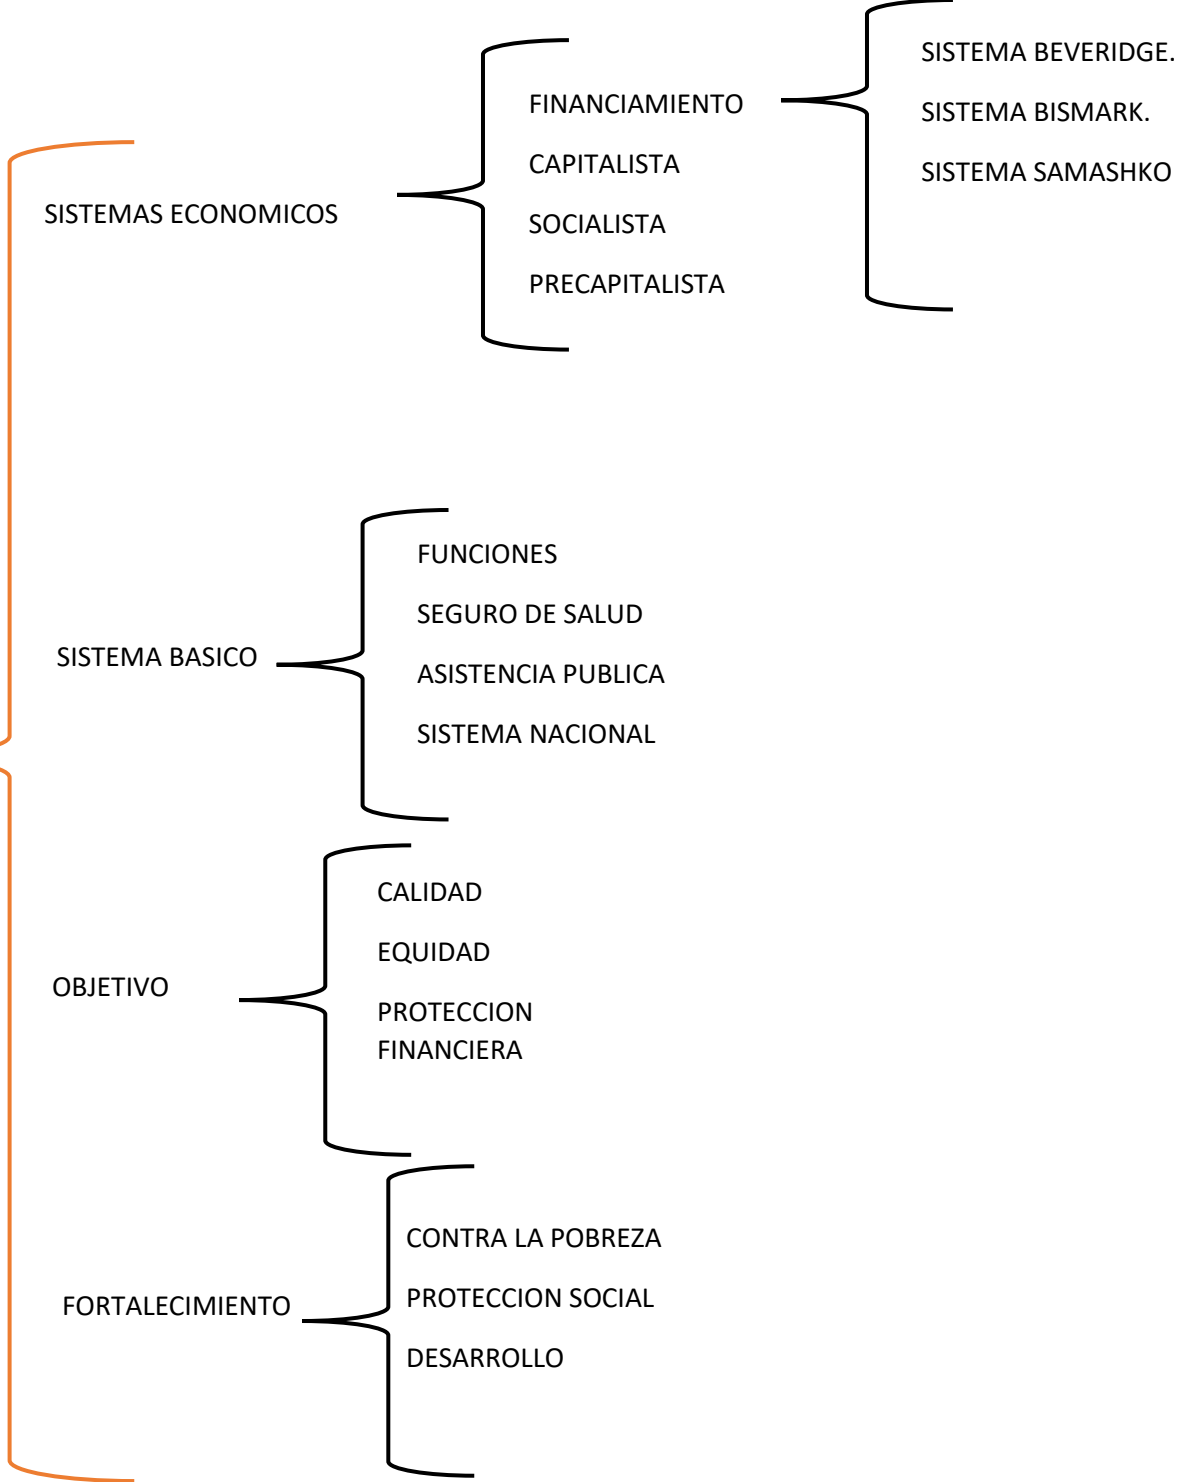 SISTEMAS ECONOMICOS
FINANCIAMIENTO
CAPITALISTA
SOCIALISTA
PRECAPITALISTA
SISTEMA BEVERIDGE.
SISTEMA BISMARK.
SISTEMA SAMASHKO
SISTEMA BASICO
FUNCIONES
SEGURO DE SALUD
ASISTENCIA PUBLICA
SISTEMA NACIONAL
OBJETIVO
CALIDAD
EQUIDAD
PROTECCION
FINANCIERA
FORTALECIMIENTO
CONTRA LA POBREZA
PROTECCION SOCIAL
DESARROLLO